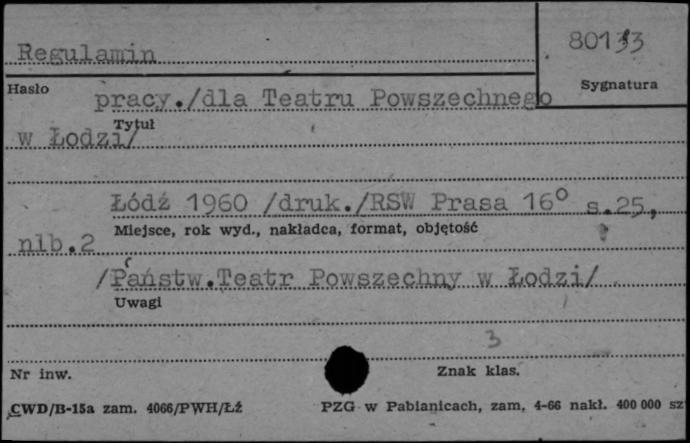 Regulamin
80133
Hasło
Sygnatura
pracy./dla Teatru Powszechnego
Tytuł
w Łodzi/
Łódź 1960 /druk./RSW Prasa 16° s.25,
Miejsce, rok wyd., nakładca, format, objętość
nlb.2
/Państw.Teatr Powszechny w Łodzi/
Uwagi
3
Nr inw.
Znak klas.
CWD/B-15a zam. 4066/PWH/Łź PZG w Pabianicach, zam. 4-66 nakł. 400 000 sz